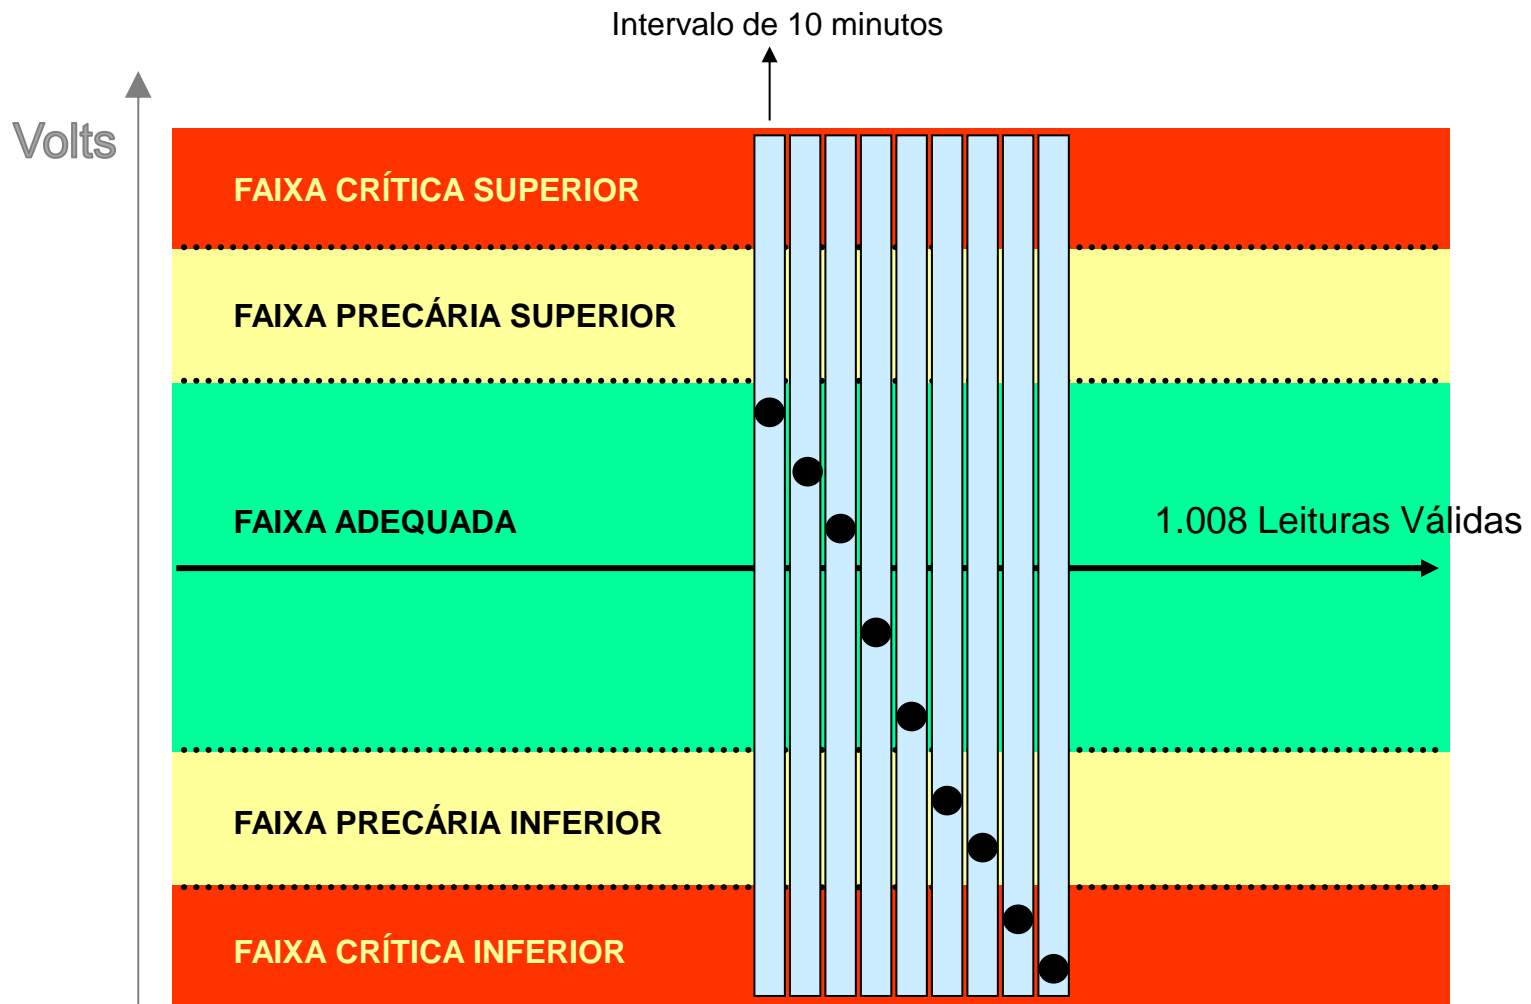 Intervalo de 10 minutos
Volts
FAIXA CRÍTICA SUPERIOR
FAIXA PRECÁRIA SUPERIOR
FAIXA ADEQUADA
1.008 Leituras Válidas
FAIXA PRECÁRIA INFERIOR
FAIXA CRÍTICA INFERIOR